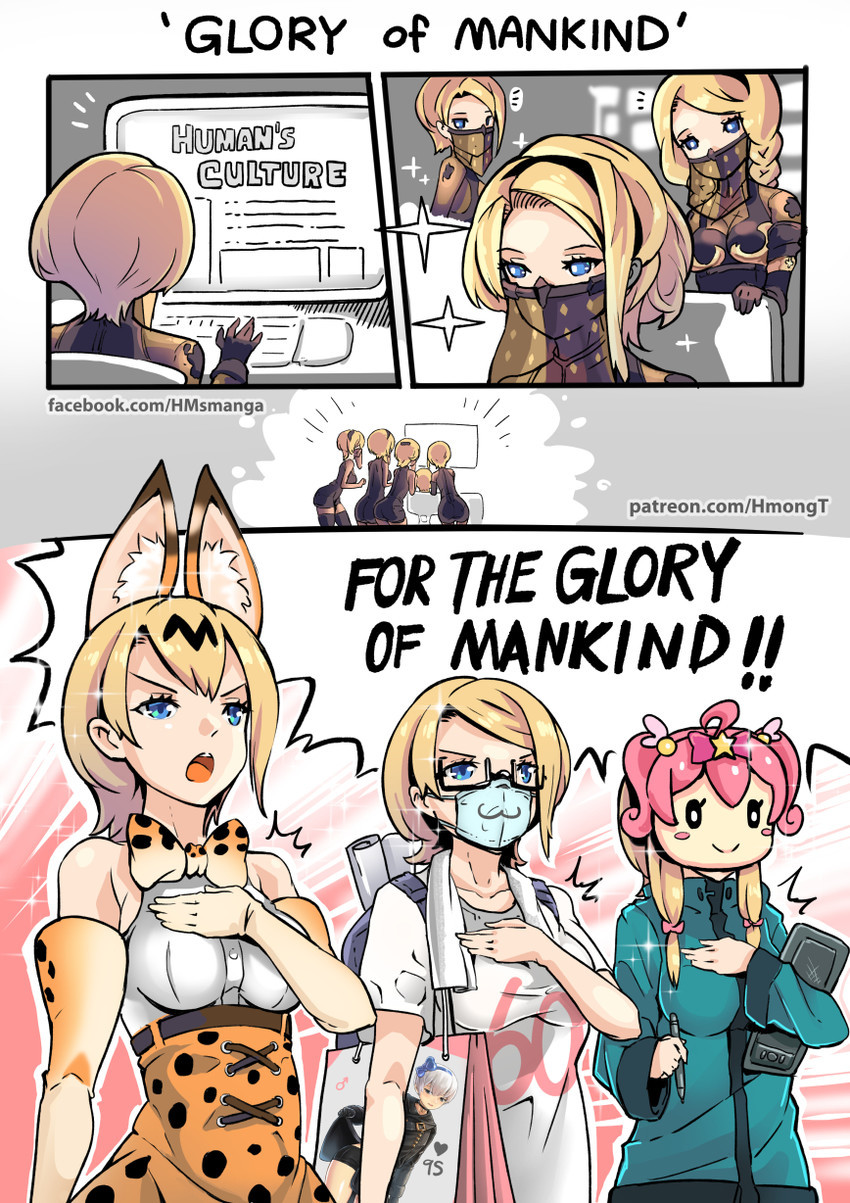 'GLORY of MANKIND'
HUMAN'S
CULTURE
facebook.com/HMsmanga
patreon.com/HmongT
FOR THE GLORY
OF MANKIND!!
60
♂
♥
9S